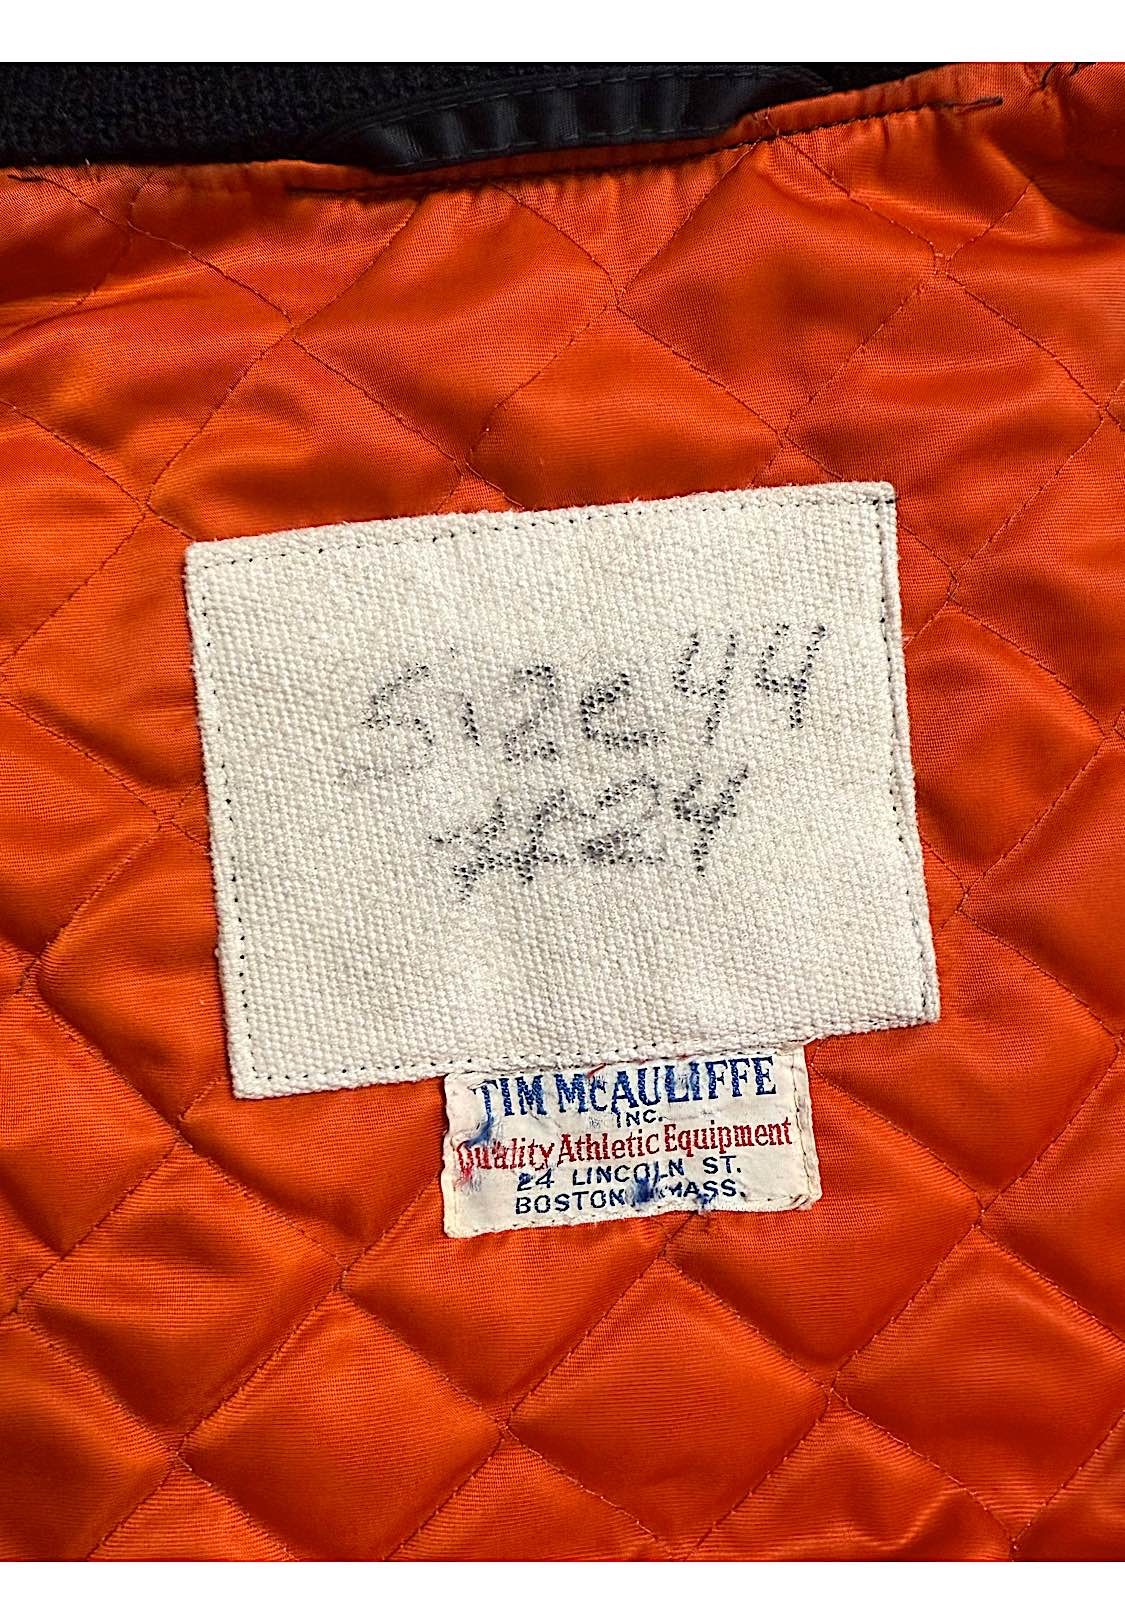 Size 44
#24
TIM McAULIFFE
INC.
Quality Athletic Equipment
24 LINCOLN ST.
BOSTON, MASS.